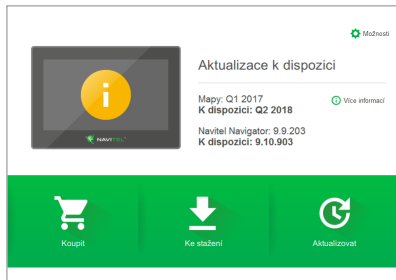 Možnosti
Aktualizace k dispozici
Mapy: Q1 2017
K dispozici: Q2 2018
Více informací
Navitel Navigator: 9.9.203
K dispozici: 9.10.903
NAVITEL
Koupit
Ke stažení
Aktualizovat